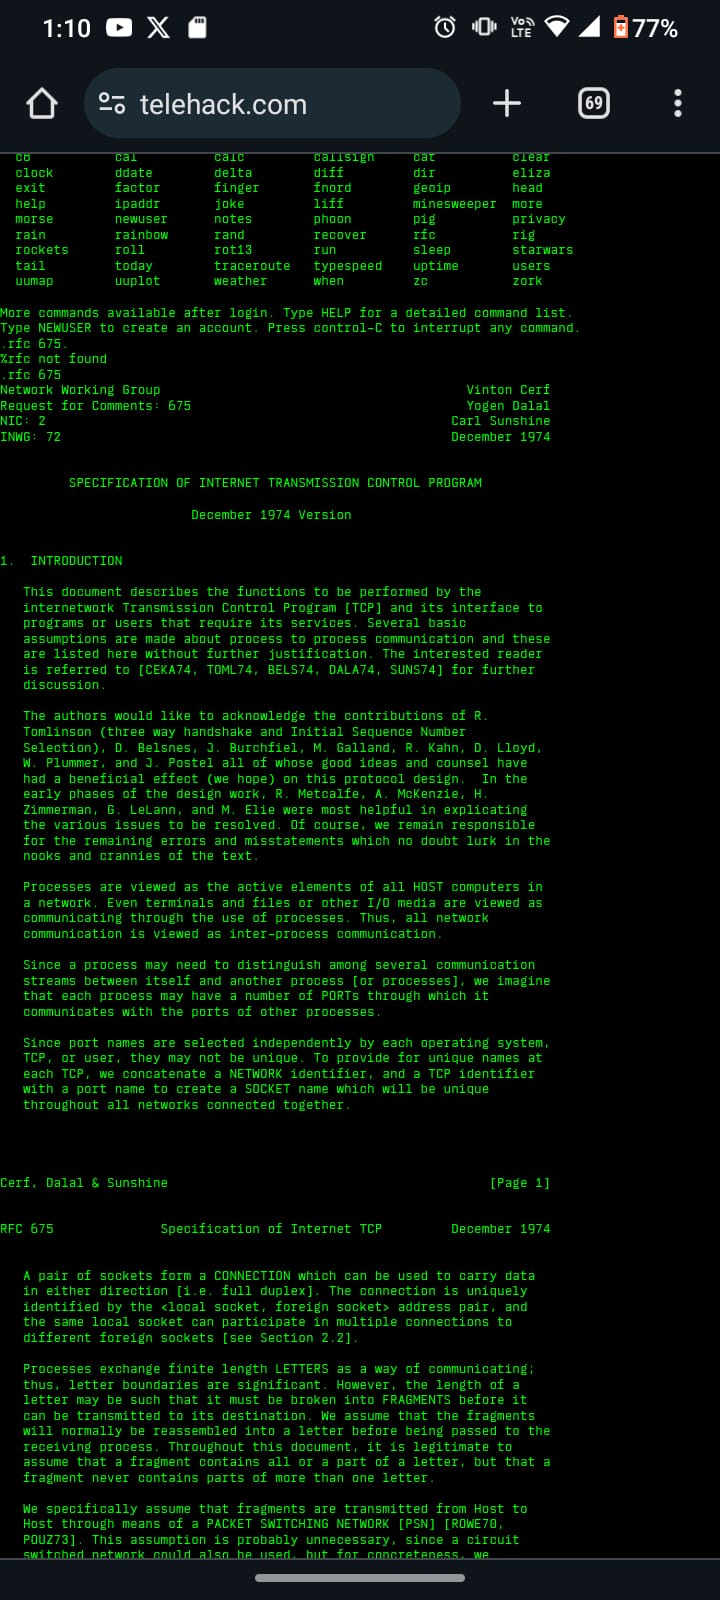 1:10
Vo LTE
77%
telehack.com
69
cb cal calc callsign cat clear
clock ddate delta diff dir eliza
exit factor finger fnord geoip head
help ipaddr joke liff minesweeper more
morse newuser notes phoon pig privacy
rain rainbow rand recover rfc rig
rockets roll rot13 run sleep starwars
tail today traceroute typespeed uptime users
uumap uuplot weather when zc zork
More commands available after login. Type HELP for a detailed command list.
Type NEWUSER to create an account. Press control-C to interrupt any command.
.rfc 675.
%rfc not found
.rfc 675
Network Working Group Vinton Cerf
Request for Comments: 675 Yogen Dalal
NIC: 2 Carl Sunshine
INWG: 72 December 1974
SPECIFICATION OF INTERNET TRANSMISSION CONTROL PROGRAM
December 1974 Version
1. INTRODUCTION
This document describes the functions to be performed by the
internetwork Transmission Control Program [TCP] and its interface to
programs or users that require its services. Several basic
assumptions are made about process to process communication and these
are listed here without further justification. The interested reader
is referred to [CEKA74, TOML74, BELS74, DALA74, SUNS74] for further
discussion.
The authors would like to acknowledge the contributions of R.
Tomlinson (three way handshake and Initial Sequence Number
Selection), D. Belsnes, J. Burchfiel, M. Galland, R. Kahn, D. Lloyd,
W. Plummer, and J. Postel all of whose good ideas and counsel have
had a beneficial effect (we hope) on this protocol design. In the
early phases of the design work, R. Metcalfe, A. McKenzie, H.
Zimmerman, G. LeLann, and M. Elie were most helpful in explicating
the various issues to be resolved. Of course, we remain responsible
for the remaining errors and misstatements which no doubt lurk in the
nooks and crannies of the text.
Processes are viewed as the active elements of all HOST computers in
a network. Even terminals and files or other I/O media are viewed as
communicating through the use of processes. Thus, all network
communication is viewed as inter-process communication.
Since a process may need to distinguish among several communication
streams between itself and another process [or processes], we imagine
that each process may have a number of PORTs through which it
communicates with the ports of other processes.
Since port names are selected independently by each operating system,
TCP, or user, they may not be unique. To provide for unique names at
each TCP, we concatenate a NETWORK identifier, and a TCP identifier
with a port name to create a SOCKET name which will be unique
throughout all networks connected together.
Cerf, Dalal & Sunshine [Page 1]
RFC 675 Specification of Internet TCP December 1974
A pair of sockets form a CONNECTION which can be used to carry data
in either direction [i.e. full duplex]. The connection is uniquely
identified by the <local socket, foreign socket> address pair, and
the same local socket can participate in multiple connections to
different foreign sockets [see Section 2.2].
Processes exchange finite length LETTERS as a way of communicating;
thus, letter boundaries are significant. However, the length of a
letter may be such that it must be broken into FRAGMENTS before it
can be transmitted to its destination. We assume that the fragments
will normally be reassembled into a letter before being passed to the
receiving process. Throughout this document, it is legitimate to
assume that a fragment contains all or a part of a letter, but that a
fragment never contains parts of more than one letter.
We specifically assume that fragments are transmitted from Host to
Host through means of a PACKET SWITCHING NETWORK [PSN] [ROWE70,
POUZ73]. This assumption is probably unnecessary, since a circuit
switched network could also be used, but for concreteness, we